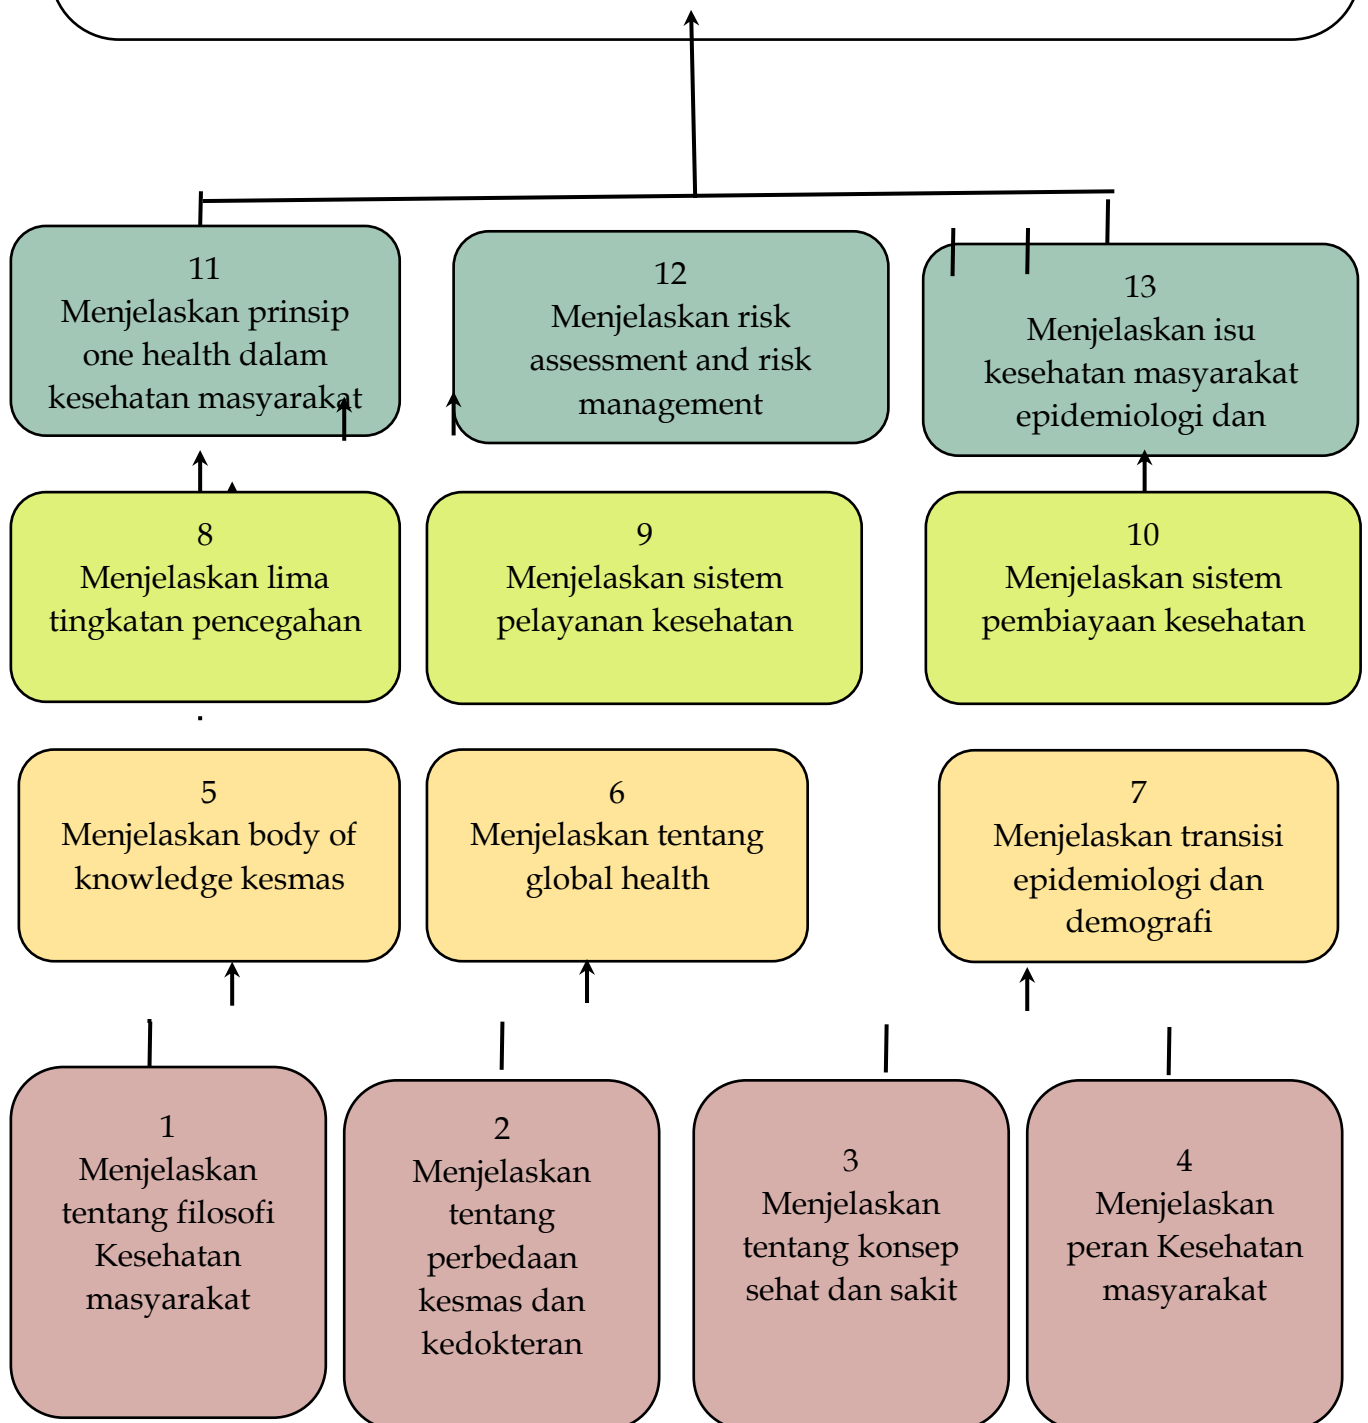 11
Menjelaskan prinsip
one health dalam
kesehatan masyarakat
12
Menjelaskan risk
assessment and risk
management
13
Menjelaskan isu
kesehatan masyarakat
epidemiologi dan
8
Menjelaskan lima
tingkatan pencegahan
9
Menjelaskan sistem
pelayanan kesehatan
10
Menjelaskan sistem
pembiayaan kesehatan
5
Menjelaskan body of
knowledge kesmas
6
Menjelaskan tentang
global health
7
Menjelaskan transisi
epidemiologi dan
demografi
1
Menjelaskan
tentang filosofi
Kesehatan
masyarakat
2
Menjelaskan
tentang
perbedaan
kesmas dan
kedokteran
3
Menjelaskan
tentang konsep
sehat dan sakit
4
Menjelaskan
peran Kesehatan
masyarakat